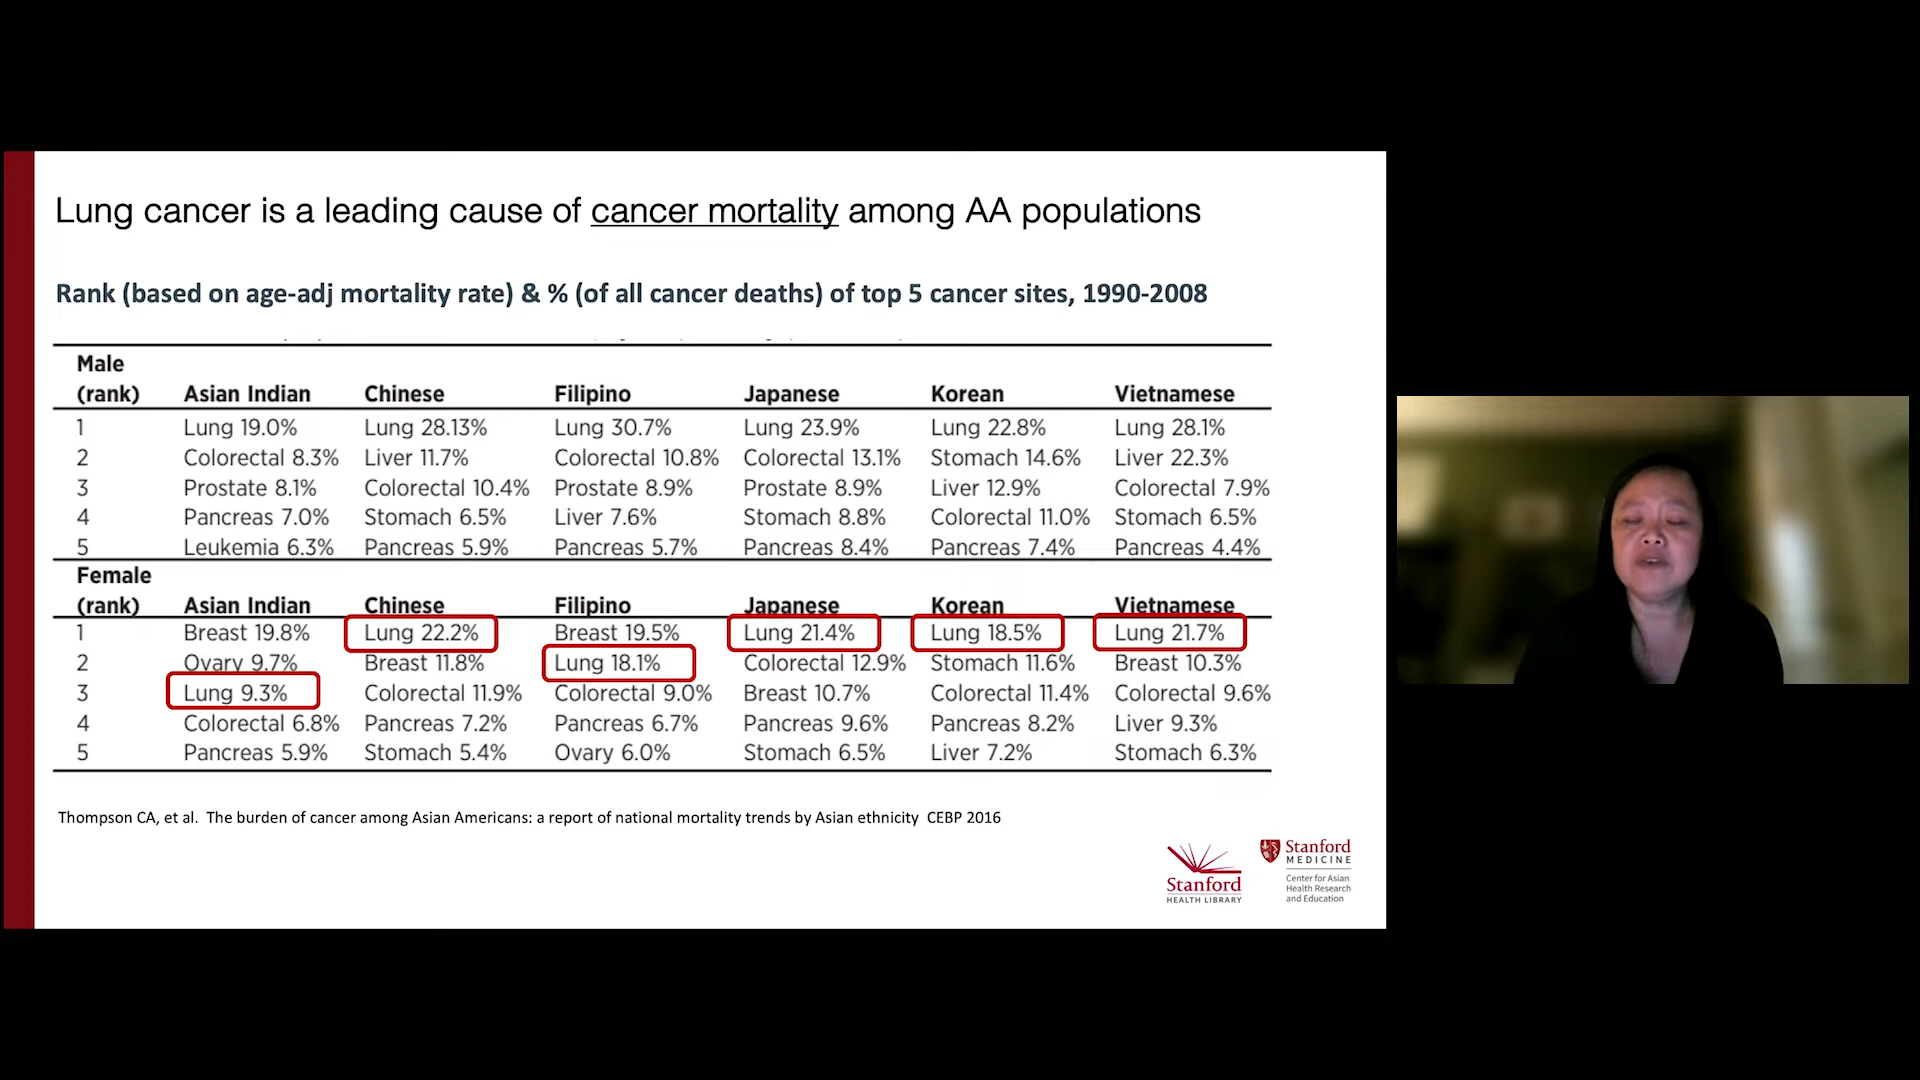 Lung cancer is a leading cause of cancer mortality among AA populations
Rank (based on age-adj mortality rate) & % (of all cancer deaths) of top 5 cancer sites, 1990-2008
Male
(rank) Asian Indian Chinese Filipino Japanese Korean Vietnamese
1 Lung 19.0% Lung 28.13% Lung 30.7% Lung 23.9% Lung 22.8% Lung 28.1%
2 Colorectal 8.3% Liver 11.7% Colorectal 10.8% Colorectal 13.1% Stomach 14.6% Liver 22.3%
3 Prostate 8.1% Colorectal 10.4% Prostate 8.9% Prostate 8.9% Liver 12.9% Colorectal 7.9%
4 Pancreas 7.0% Stomach 6.5% Liver 7.6% Stomach 8.8% Colorectal 11.0% Stomach 6.5%
5 Leukemia 6.3% Pancreas 5.9% Pancreas 5.7% Pancreas 8.4% Pancreas 7.4% Pancreas 4.4%
Female
(rank) Asian Indian Chinese Filipino Japanese Korean Vietnamese
1 Breast 19.8% Lung 22.2% Breast 19.5% Lung 21.4% Lung 18.5% Lung 21.7%
2 Ovary 9.7% Breast 11.8% Lung 18.1% Colorectal 12.9% Stomach 11.6% Breast 10.3%
3 Lung 9.3% Colorectal 11.9% Colorectal 9.0% Breast 10.7% Colorectal 11.4% Colorectal 9.6%
4 Colorectal 6.8% Pancreas 7.2% Pancreas 6.7% Pancreas 9.6% Pancreas 8.2% Liver 9.3%
5 Pancreas 5.9% Stomach 5.4% Ovary 6.0% Stomach 6.5% Liver 7.2% Stomach 6.3%
Thompson CA, et al. The burden of cancer among Asian Americans: a report of national mortality trends by Asian ethnicity CEBP 2016
Stanford
HEALTH LIBRARY
Stanford
MEDICINE
Center for Asian
Health Research
and Education